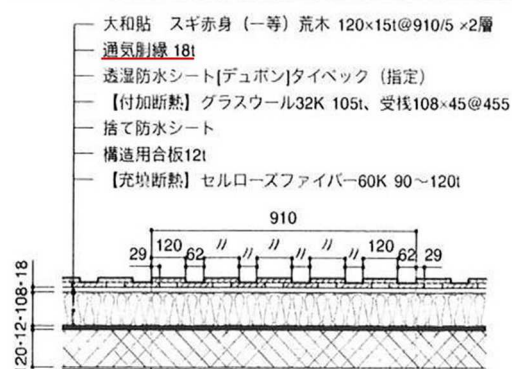 大和貼 スギ赤身（一等）荒木 120×15t@910/5 ×2層
通気胴縁 18t
透湿防水シート[デュポン]タイベック（指定）
【付加断熱】グラスウール32K 105t、受桟108×45@455
捨て防水シート
構造用合板12t
【充填断熱】セルローズファイバー60K 90〜120t
910
29 120 62 〃 〃 〃 〃 〃 120 62 29
120・12・108・18